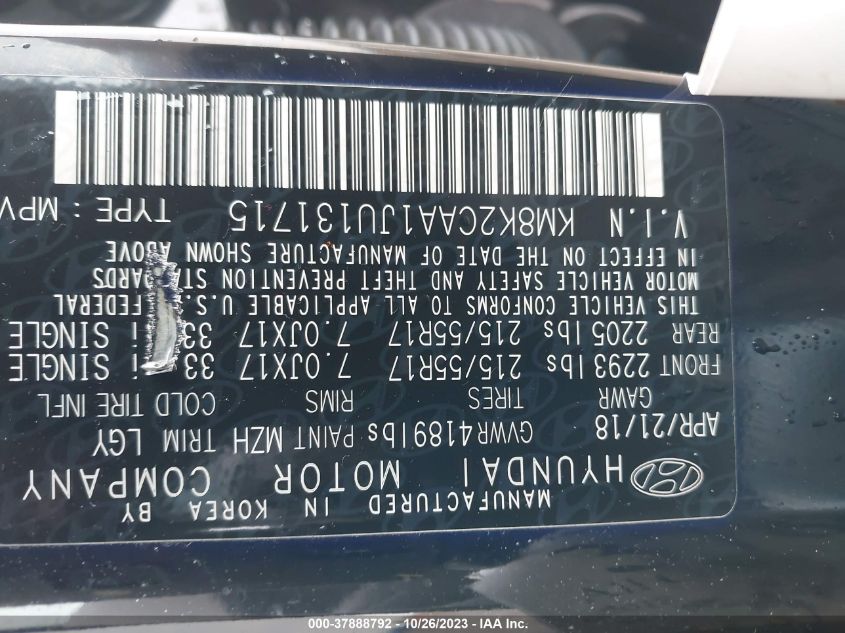 MANUFACTURED IN KOREA BY
HYUNDAI MOTOR COMPANY
APR/21/18 GVWR 4189lbs PAINT MZH TRIM LGY
GAWR TIRES RIMS COLD TIRE INFL
FRONT 2293 lbs 215/55R17 7.0JX17 33 SINGLE
REAR 2205 lbs 215/55R17 7.0JX17 33 SINGLE
THIS VEHICLE CONFORMS TO ALL APPLICABLE U.S. FEDERAL
MOTOR VEHICLE SAFETY AND THEFT PREVENTION STANDARDS
IN EFFECT ON THE DATE OF MANUFACTURE SHOWN ABOVE
V.I.N KM8K2CAA1JU131715 TYPE : MPV
000-37888792 - 10/26/2023 - IAA Inc.